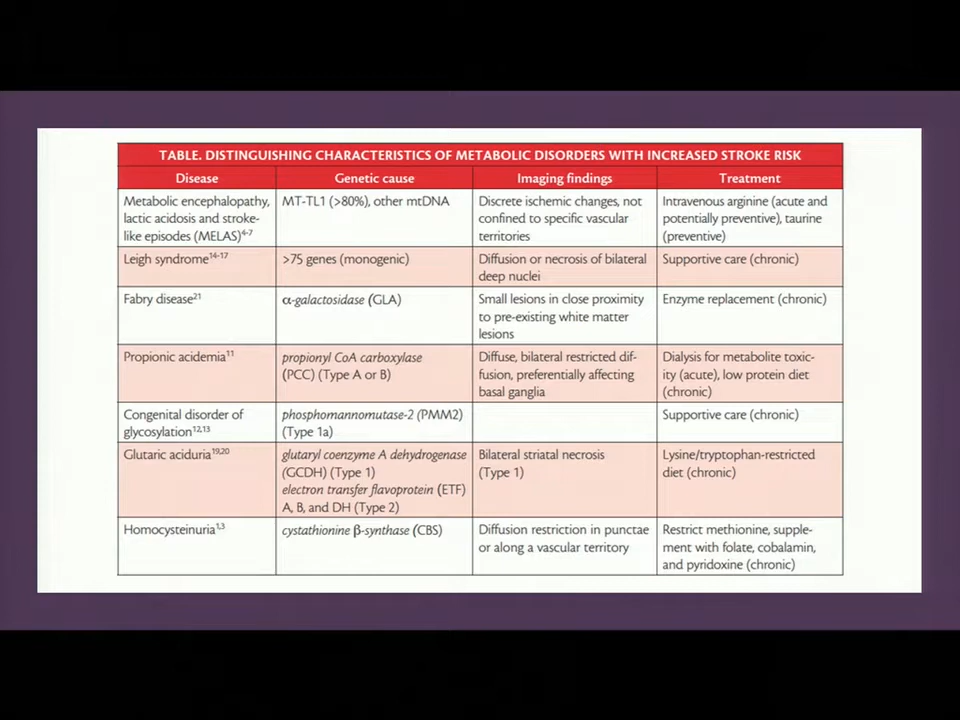 TABLE. DISTINGUISHING CHARACTERISTICS OF METABOLIC DISORDERS WITH INCREASED STROKE RISK
Disease Genetic cause Imaging findings Treatment
Metabolic encephalopathy, MT-TL1 (>80%), other mtDNA Discrete ischemic changes, not Intravenous arginine (acute and
lactic acidosis and stroke- confined to specific vascular potentially preventive), taurine
like episodes (MELAS)4-7 territories (preventive)
Leigh syndrome14-17 >75 genes (monogenic) Diffusion or necrosis of bilateral Supportive care (chronic)
deep nuclei
Fabry disease21 α-galactosidase (GLA) Small lesions in close proximity Enzyme replacement (chronic)
to pre-existing white matter
lesions
Propionic acidemia11 propionyl CoA carboxylase Diffuse, bilateral restricted dif- Dialysis for metabolite toxic-
(PCC) (Type A or B) fusion, preferentially affecting ity (acute), low protein diet
basal ganglia (chronic)
Congenital disorder of phosphomannomutase-2 (PMM2) Supportive care (chronic)
glycosylation12,13 (Type 1a)
Glutaric aciduria19,20 glutaryl coenzyme A dehydrogenase Bilateral striatal necrosis Lysine/tryptophan-restricted
(GCDH) (Type 1) (Type 1) diet (chronic)
electron transfer flavoprotein (ETF)
A, B, and DH (Type 2)
Homocysteinuria1,3 cystathionine β-synthase (CBS) Diffusion restriction in punctae Restrict methionine, supple-
or along a vascular territory ment with folate, cobalamin,
and pyridoxine (chronic)